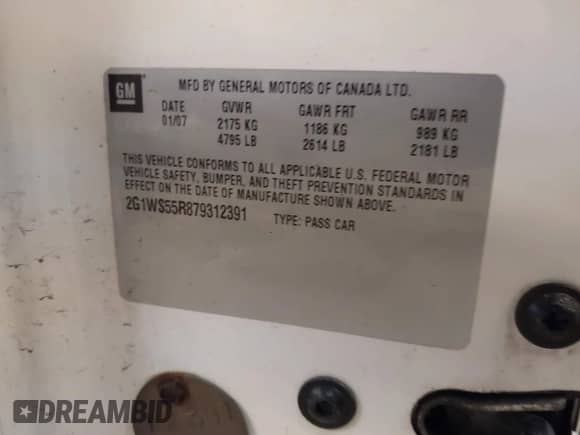 GM
MFD BY GENERAL MOTORS OF CANADA LTD.
DATE GVWR GAWR FRT GAWR RR
01/07 2175 KG 1186 KG 989 KG
4795 LB 2614 LB 2181 LB
THIS VEHICLE CONFORMS TO ALL APPLICABLE U.S. FEDERAL MOTOR
VEHICLE SAFETY, BUMPER, AND THEFT PREVENTION STANDARDS IN
EFFECT ON THE DATE OF MANUFACTURE SHOWN ABOVE.
2G1WS55R879312391 TYPE: PASS CAR
DREAMBID